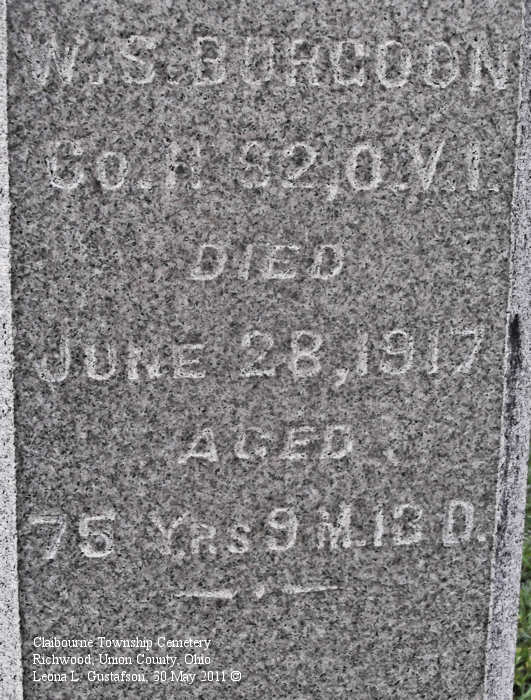 W. S. BURGOON
Co. H 82, O. V. I.
DIED
JUNE 28, 1917
AGED
75 YRS 9 M. 13 D.
Claibourne Township Cemetery
Richwood, Union County, Ohio
Leona L. Gustafson, 30 May 2011 ©